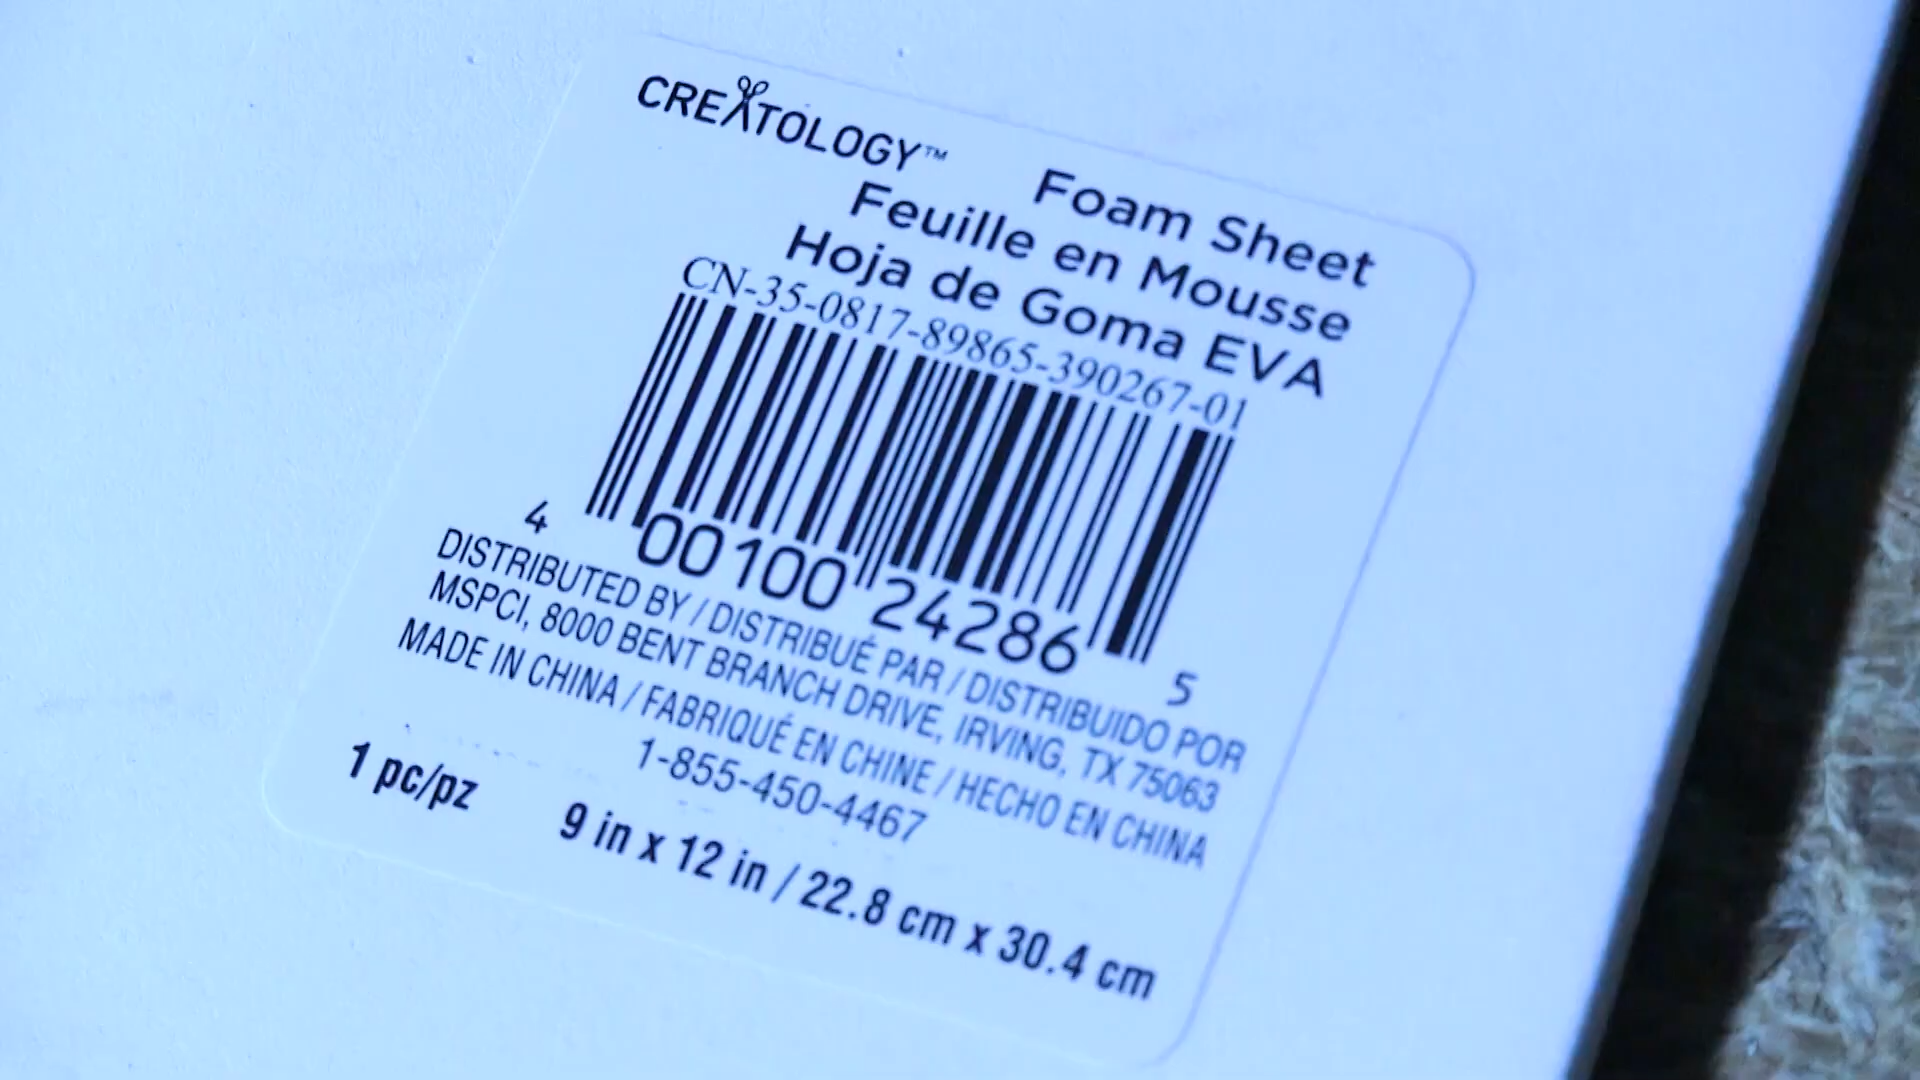 CREATOLOGY™
Foam Sheet
Feuille en Mousse
Hoja de Goma EVA
CN-35-0817-89865-390267-01
4 00100 24286 5
DISTRIBUTED BY / DISTRIBUÉ PAR / DISTRIBUIDO POR
MSPCI, 8000 BENT BRANCH DRIVE, IRVING, TX 75063
MADE IN CHINA / FABRIQUÉ EN CHINE / HECHO EN CHINA
1-855-450-4467
1 pc/pz 9 in x 12 in / 22.8 cm x 30.4 cm